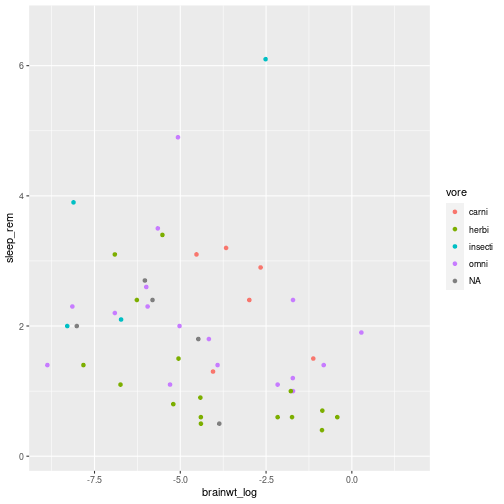 6
4
2
0
sleep_rem
-7.5
-5.0
-2.5
0.0
brainwt_log
vore
carni
herbi
insecti
omni
NA